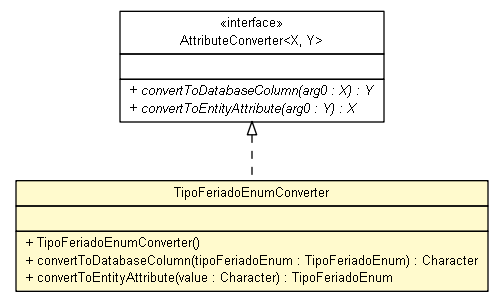 «interface»
AttributeConverter<X, Y>
+ convertToDatabaseColumn(arg0 : X) : Y
+ convertToEntityAttribute(arg0 : Y) : X
TipoFeriadoEnumConverter
+ TipoFeriadoEnumConverter()
+ convertToDatabaseColumn(tipoFeriadoEnum : TipoFeriadoEnum) : Character
+ convertToEntityAttribute(value : Character) : TipoFeriadoEnum